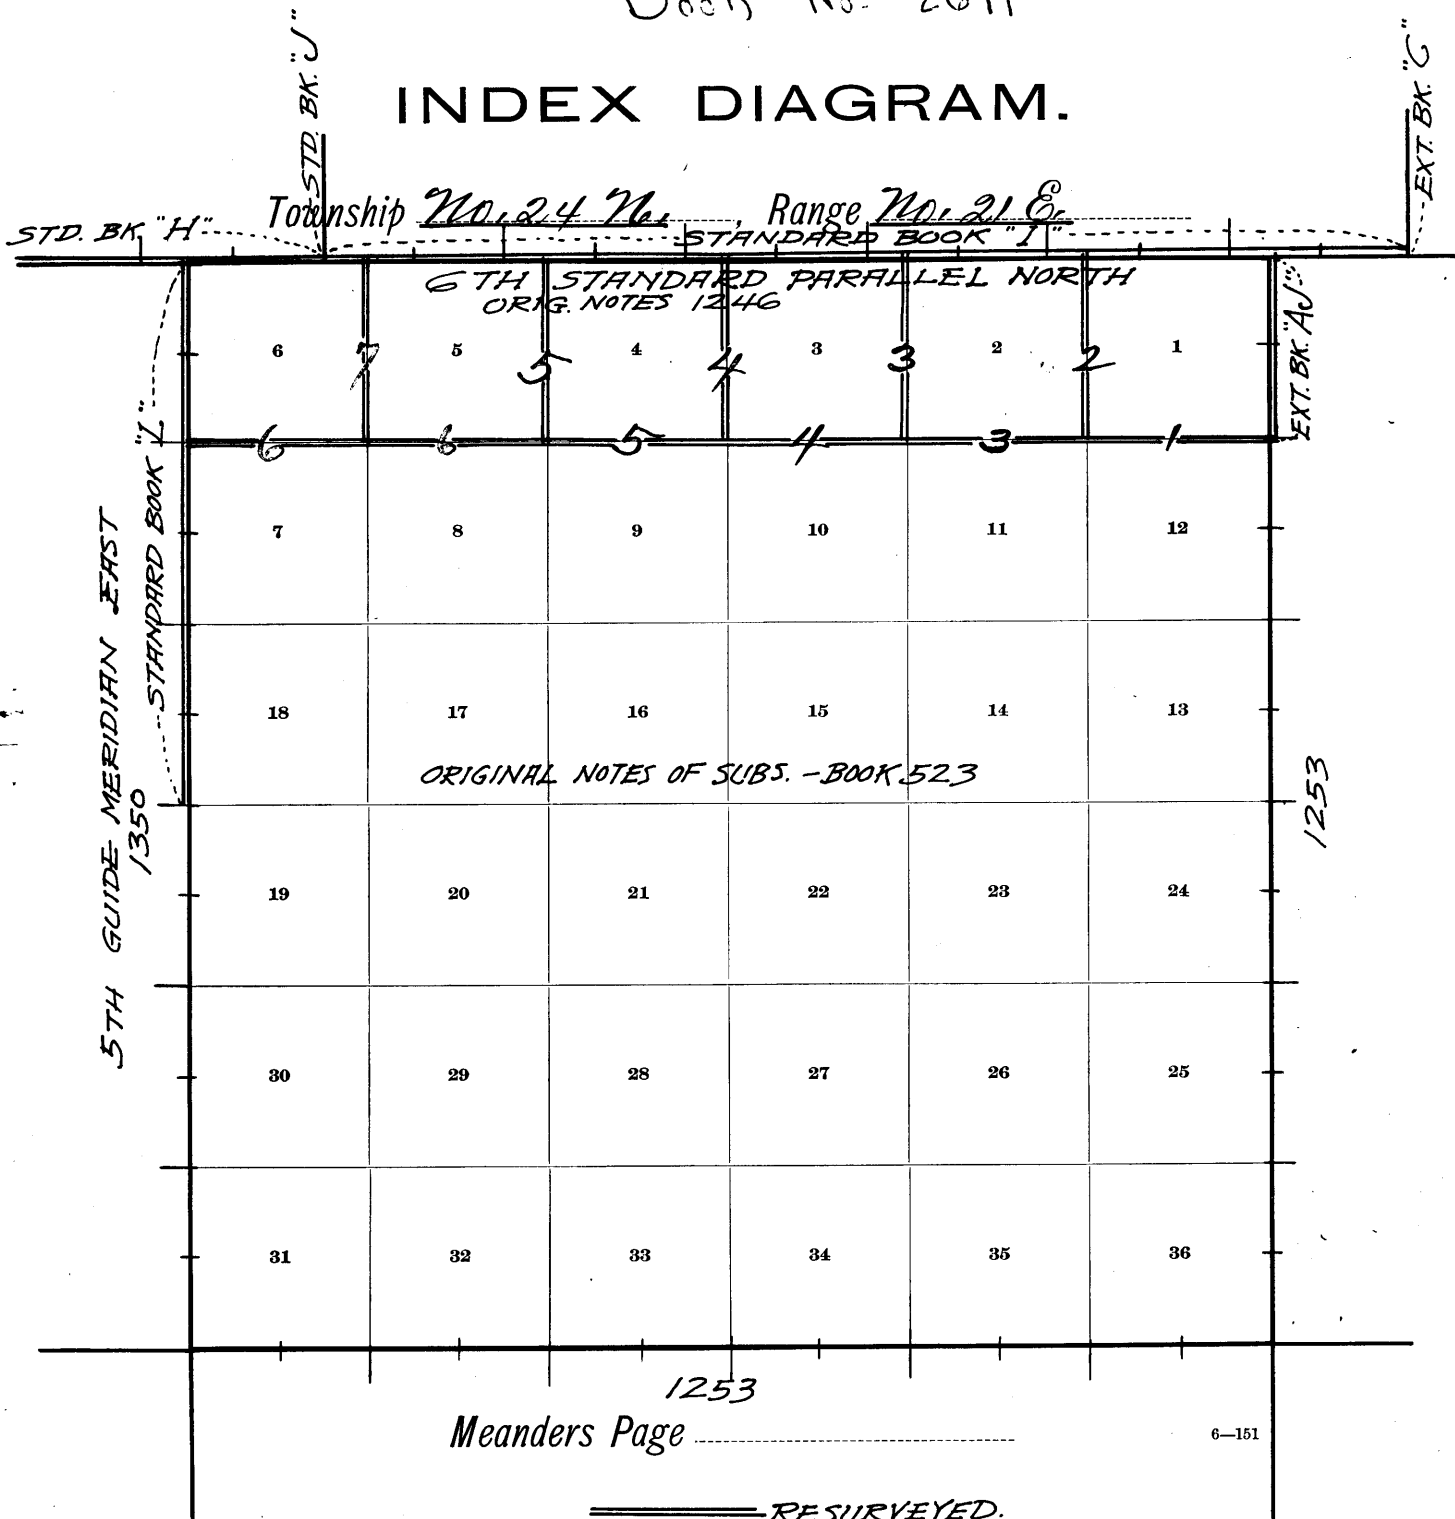 INDEX DIAGRAM.
STD. BK. "J"
EXT. BK. "C"
Township No. 24 N., Range No. 21 E.
STD. BK. "H"
STANDARD BOOK "I"
6TH STANDARD PARALLEL NORTH
ORIG. NOTES 1246
EXT. BK. "AJ"
6 7 5 5 4 4 3 3 2 2 1
6 6 5 4 3 1
STANDARD BOOK "L"
7 8 9 10 11 12
5TH GUIDE MERIDIAN EAST
1350
18 17 16 15 14 13
ORIGINAL NOTES OF SUBS. - BOOK 523
1253
19 20 21 22 23 24
30 29 28 27 26 25
31 32 33 34 35 36
1253
Meanders Page
6—151
RESURVEYED.